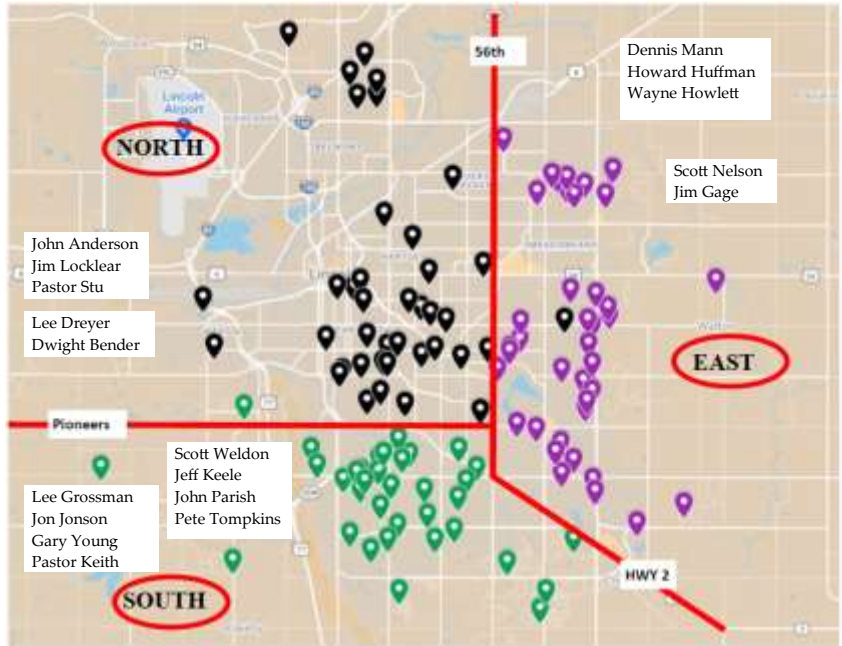 56th
Dennis Mann
Howard Huffman
Wayne Howlett
Lincoln
Airport
NORTH
Scott Nelson
Jim Gage
John Anderson
Jim Locklear
Pastor Stu
Lee Dreyer
Dwight Bender
EAST
Pioneers
Scott Weldon
Jeff Keele
John Parish
Pete Tompkins
Lee Grossman
Jon Jonson
Gary Young
Pastor Keith
HWY 2
SOUTH